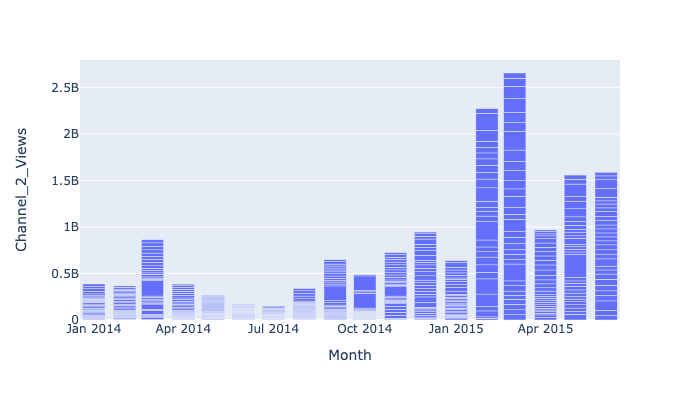 Channel_2_Views
2.5B
2B
1.5B
1B
0.5B
0
Jan 2014
Apr 2014
Jul 2014
Oct 2014
Jan 2015
Apr 2015
Month